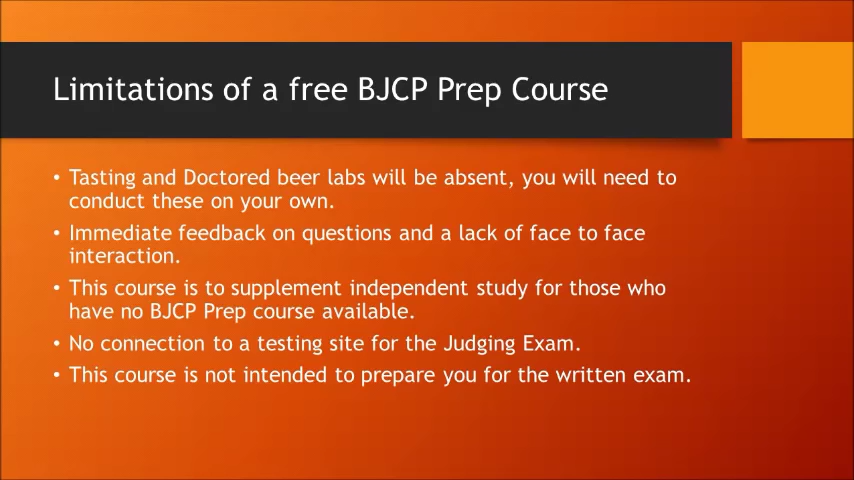 Limitations of a free BJCP Prep Course
• Tasting and Doctored beer labs will be absent, you will need to
conduct these on your own.
• Immediate feedback on questions and a lack of face to face
interaction.
• This course is to supplement independent study for those who
have no BJCP Prep course available.
• No connection to a testing site for the Judging Exam.
• This course is not intended to prepare you for the written exam.